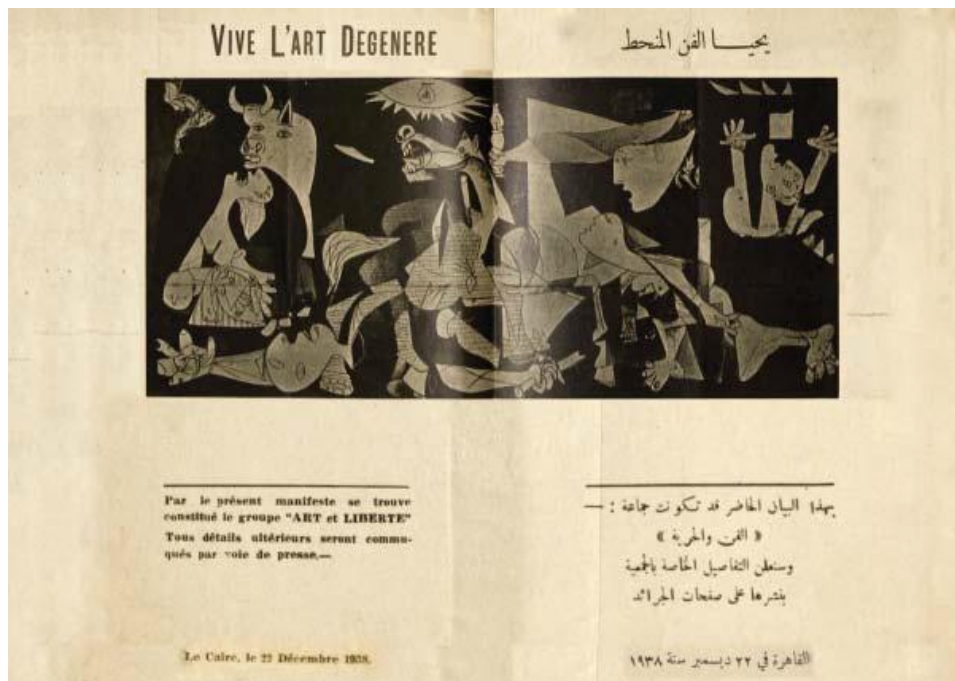 VIVE L'ART DEGENERE
يحيا الفن المنحط
Par le présent manifeste se trouve
constitué le groupe "ART et LIBERTE"
Tous détails ultérieurs seront commu-
qués par voie de presse.—
بهذا البيان الحاضر قد تكونت جماعة : —
« الفن والحرية »
وسنعلن التفاصيل الخاصة بالجمعية
بنشرها على صفحات الجرائد
Le Caire, le 22 Décembre 1938.
القاهرة في ٢٢ ديسمبر سنة ١٩٣٨